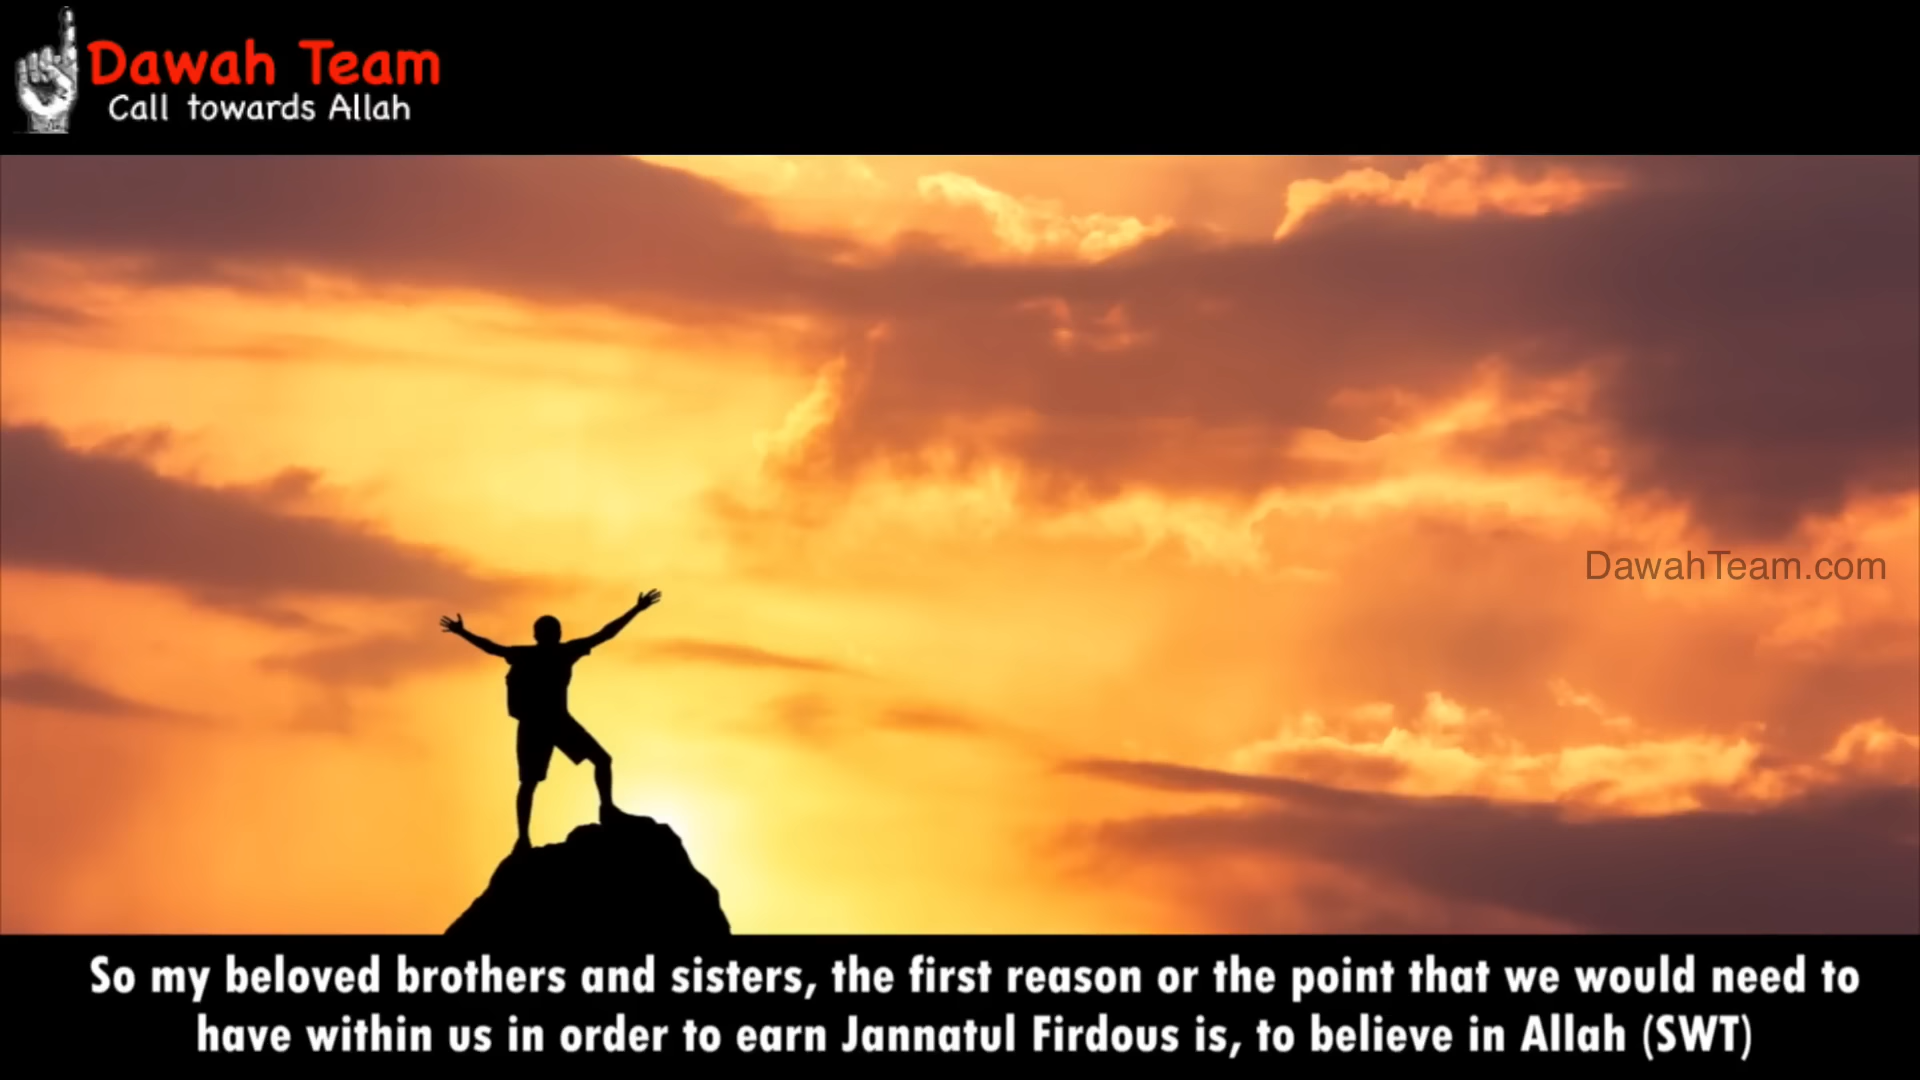 Dawah Team
Call towards Allah
DawahTeam.com
So my beloved brothers and sisters, the first reason or the point that we would need to
have within us in order to earn Jannatul Firdous is, to believe in Allah (SWT)